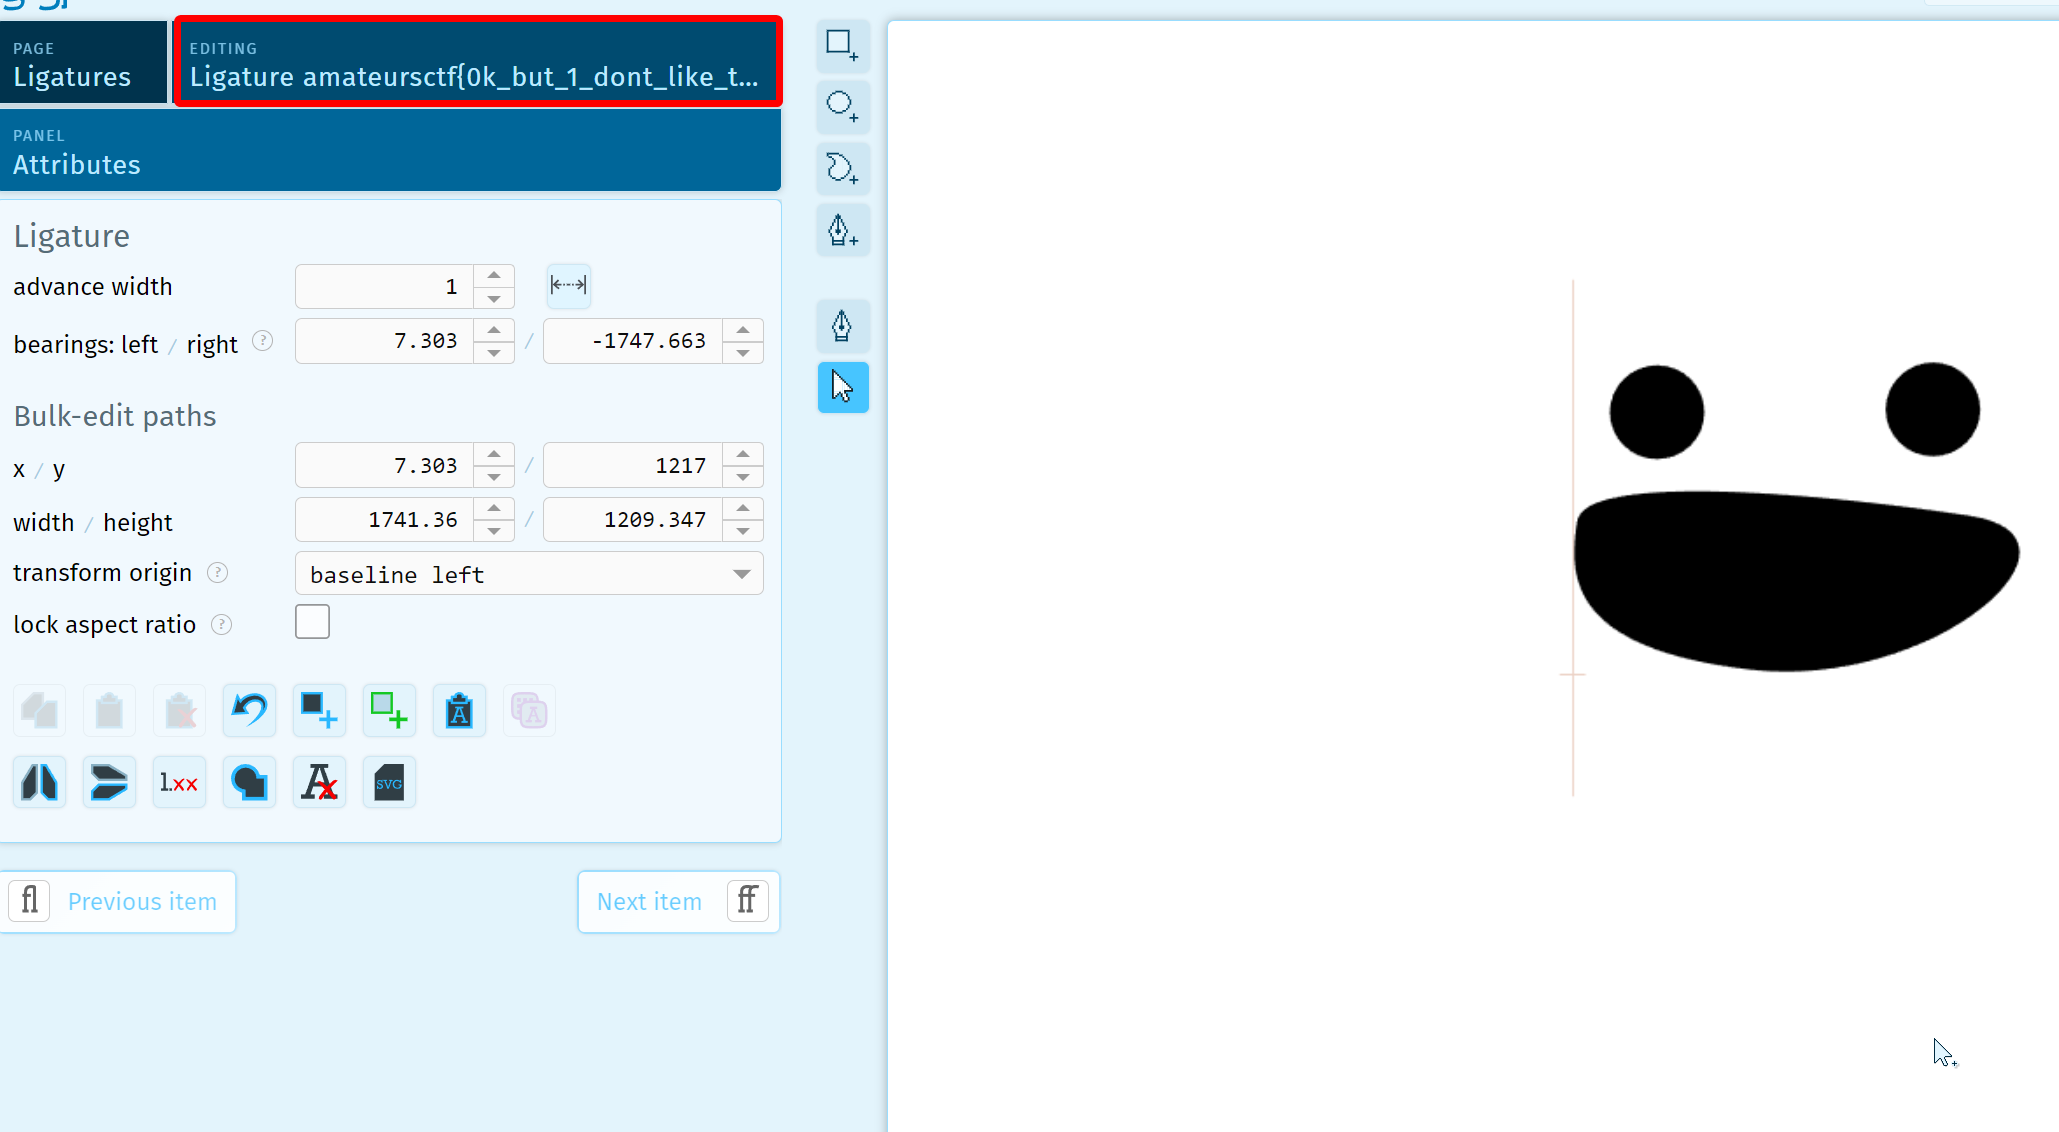 PAGE
Ligatures
EDITING
Ligature amateursctf{0k_but_1_dont_like_t...
PANEL
Attributes
Ligature
advance width 1
bearings: left / right ? 7.303 / -1747.663
Bulk-edit paths
x / y 7.303 / 1217
width / height 1741.36 / 1209.347
transform origin ? baseline left
lock aspect ratio ?
A A
1.xx A SVG
fl Previous item
Next item ff